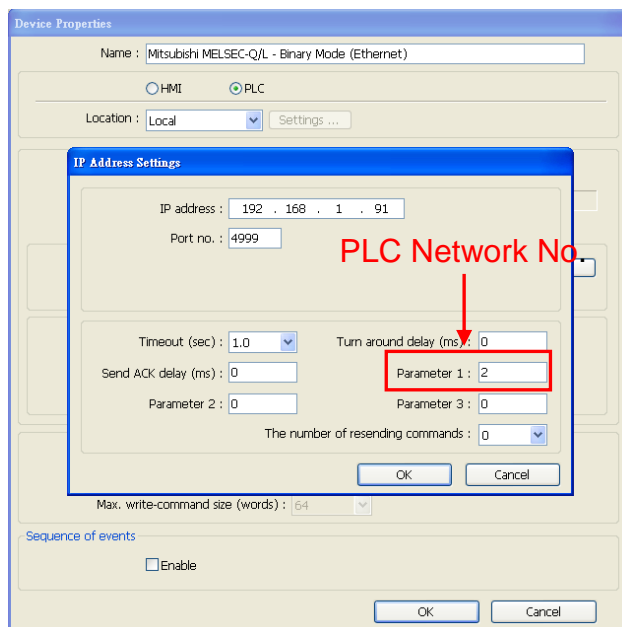 Device Properties
Name : Mitsubishi MELSEC-Q/L - Binary Mode (Ethernet)
HMI PLC
Location : Local Settings ...
IP Address Settings
IP address : 192 . 168 . 1 . 91
Port no. : 4999
PLC Network No.
Timeout (sec) : 1.0 Turn around delay (ms) : 0
Send ACK delay (ms) : 0 Parameter 1 : 2
Parameter 2 : 0 Parameter 3 : 0
The number of resending commands : 0
OK Cancel
Max. write-command size (words) : 64
Sequence of events
Enable
OK Cancel